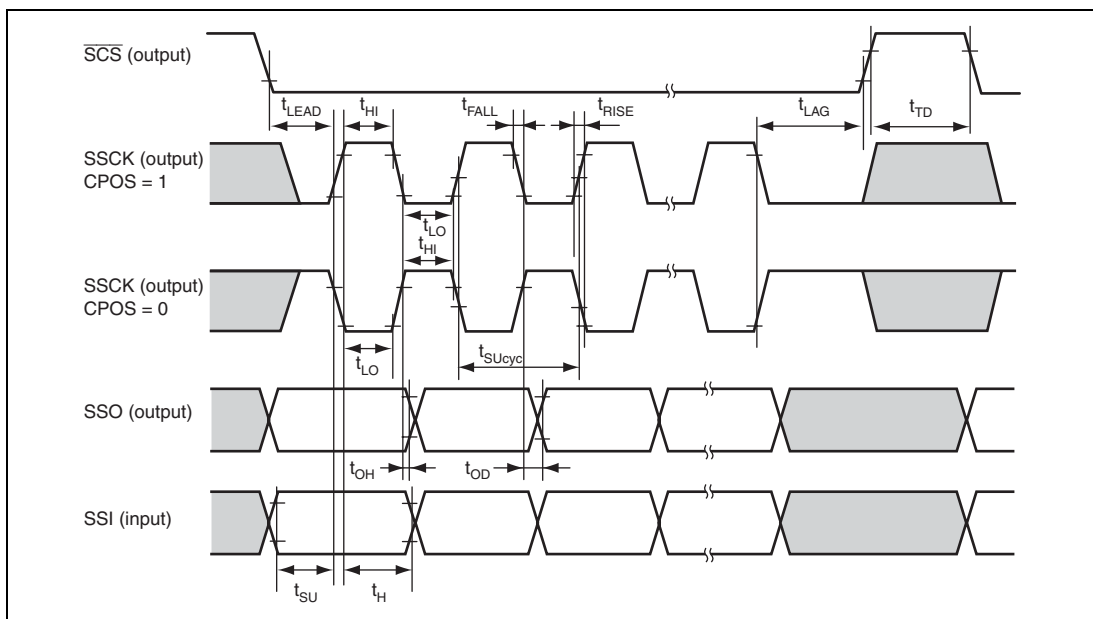 SCS (output)
tLEAD tHI tFALL tRISE tLAG tTD
SSCK (output)
CPOS = 1
tLO
tHI
SSCK (output)
CPOS = 0
tLO tSUcyc
SSO (output)
tOH tOD
SSI (input)
tSU tH